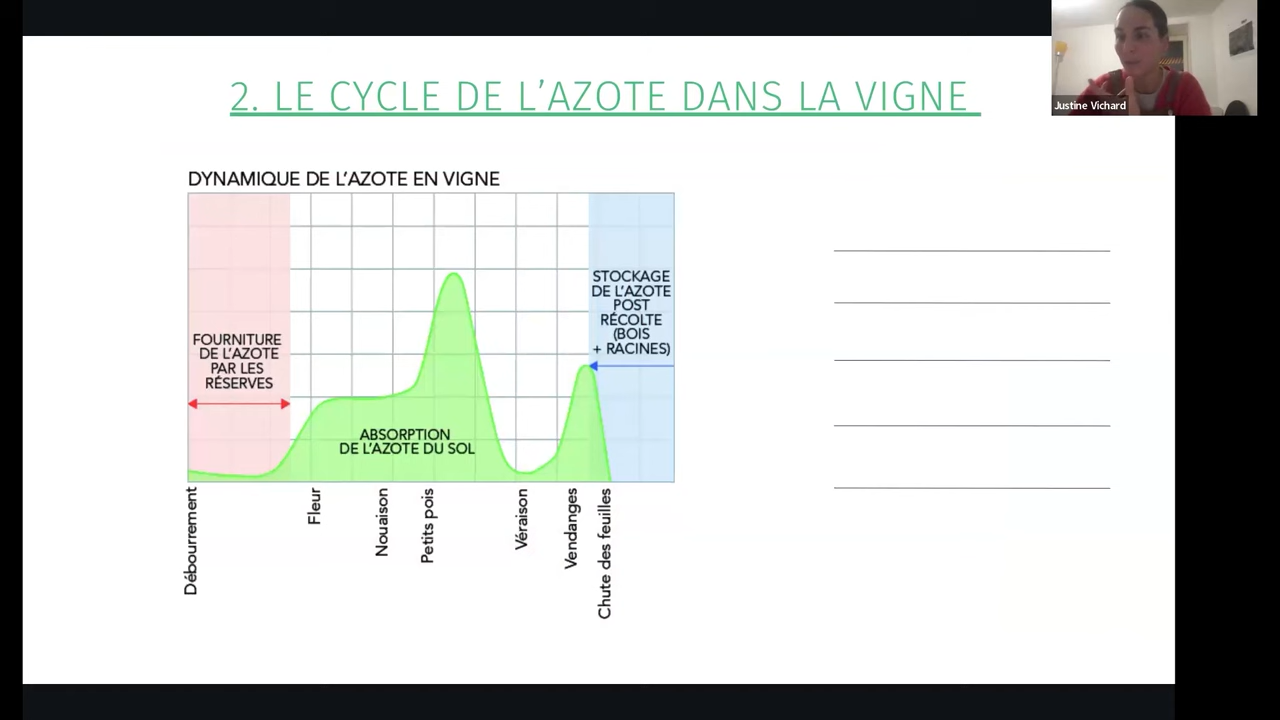 2. LE CYCLE DE L'AZOTE DANS LA VIGNE
Justine Vichard
DYNAMIQUE DE L'AZOTE EN VIGNE
FOURNITURE
DE L'AZOTE
PAR LES
RÉSERVES
ABSORPTION
DE L'AZOTE DU SOL
STOCKAGE
DE L'AZOTE
POST
RÉCOLTE
(BOIS
+ RACINES)
Débourrement
Fleur
Nouaison
Petits pois
Véraison
Vendanges
Chute des feuilles